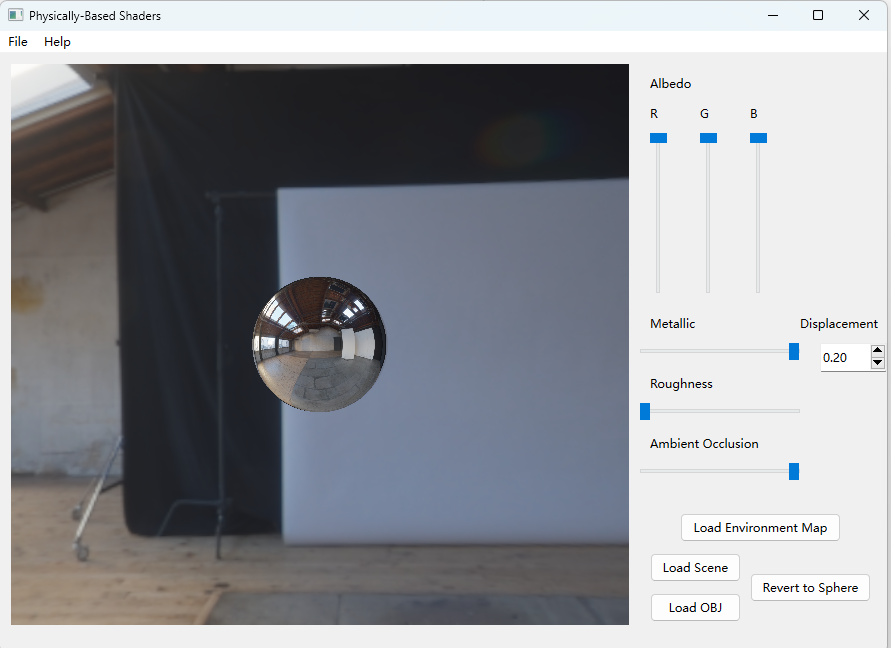 Physically-Based Shaders
File Help
Albedo
R G B
Metallic Displacement
0.20
Roughness
Ambient Occlusion
Load Environment Map
Load Scene
Revert to Sphere
Load OBJ